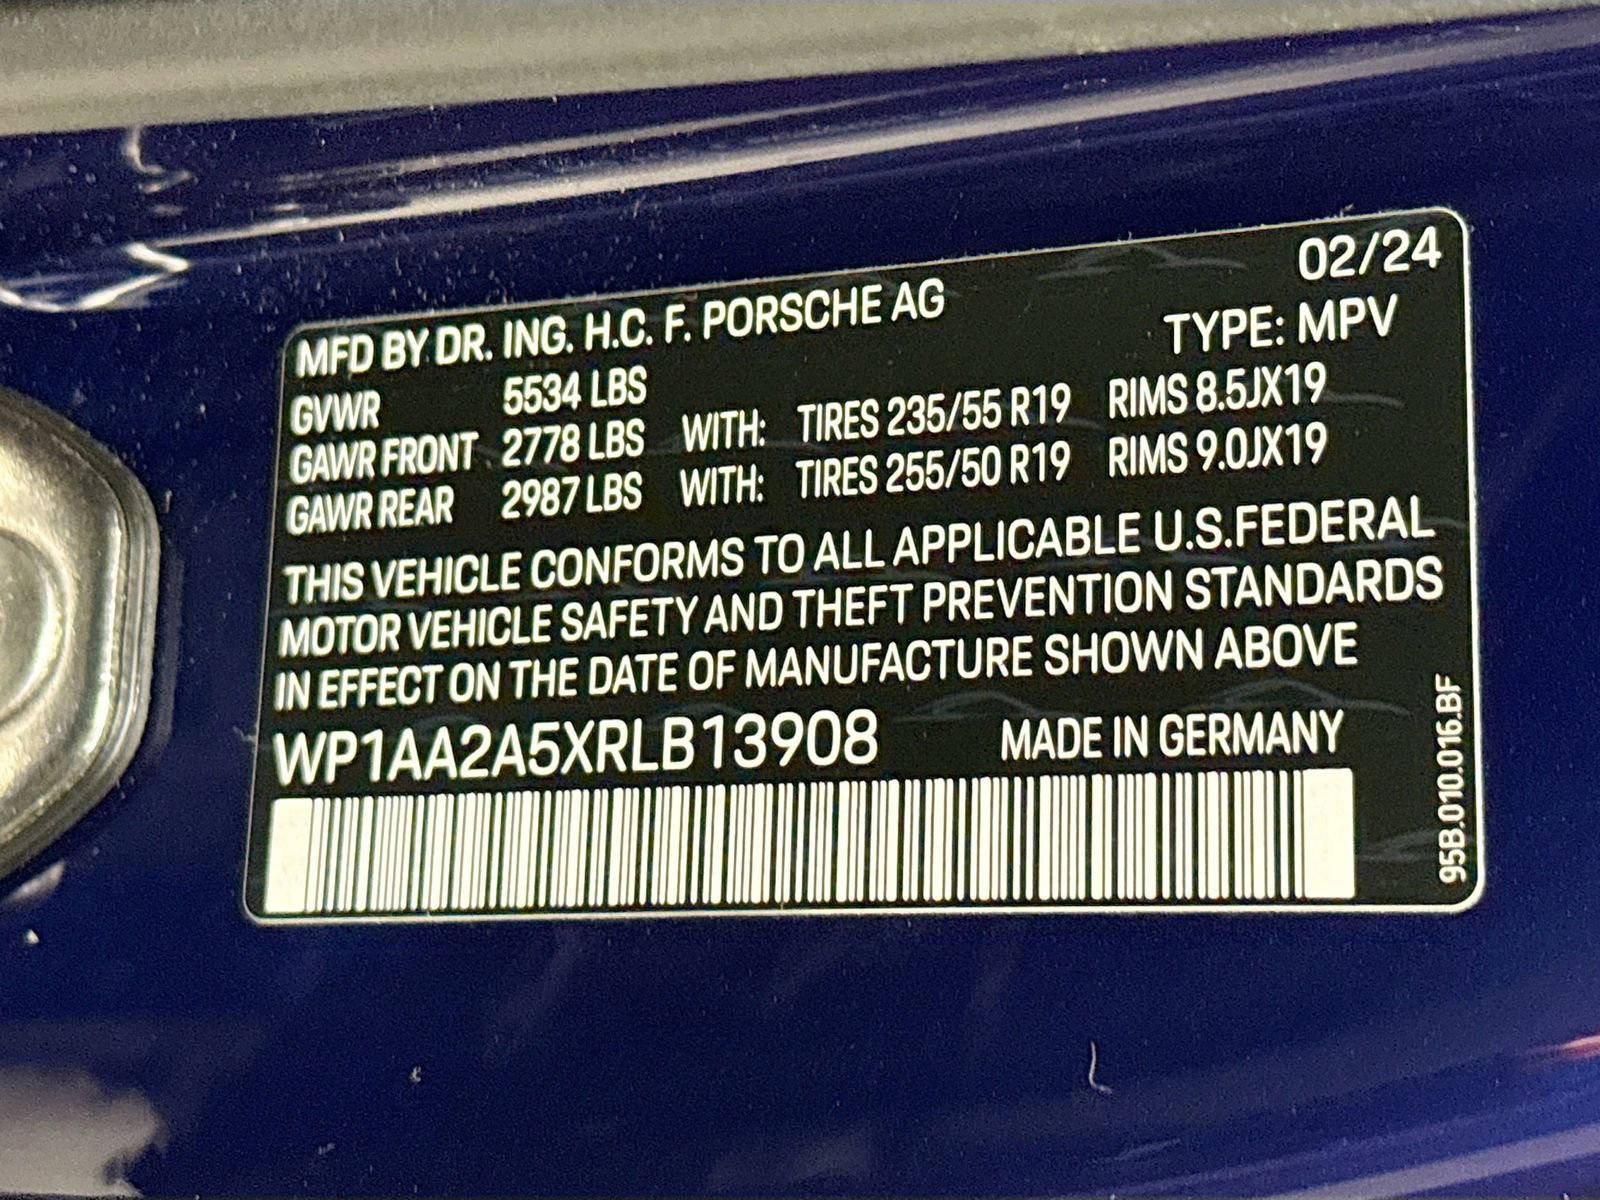 02/24
MFD BY DR. ING. H.C. F. PORSCHE AG
TYPE: MPV
GVWR 5534 LBS
GAWR FRONT 2778 LBS WITH: TIRES 235/55 R19 RIMS 8.5JX19
GAWR REAR 2987 LBS WITH: TIRES 255/50 R19 RIMS 9.0JX19
THIS VEHICLE CONFORMS TO ALL APPLICABLE U.S.FEDERAL
MOTOR VEHICLE SAFETY AND THEFT PREVENTION STANDARDS
IN EFFECT ON THE DATE OF MANUFACTURE SHOWN ABOVE
WP1AA2A5XRLB13908 MADE IN GERMANY
95B.010.016.BF